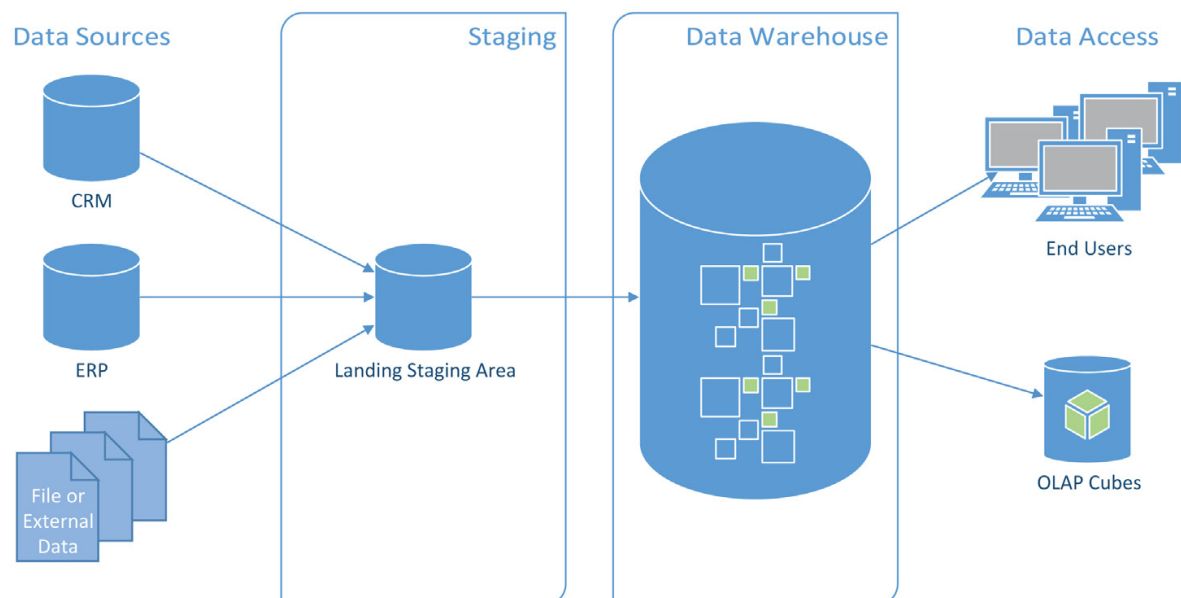 Data Sources
Staging
Data Warehouse
Data Access
CRM
ERP
File or
External
Data
Landing Staging Area
End Users
OLAP Cubes